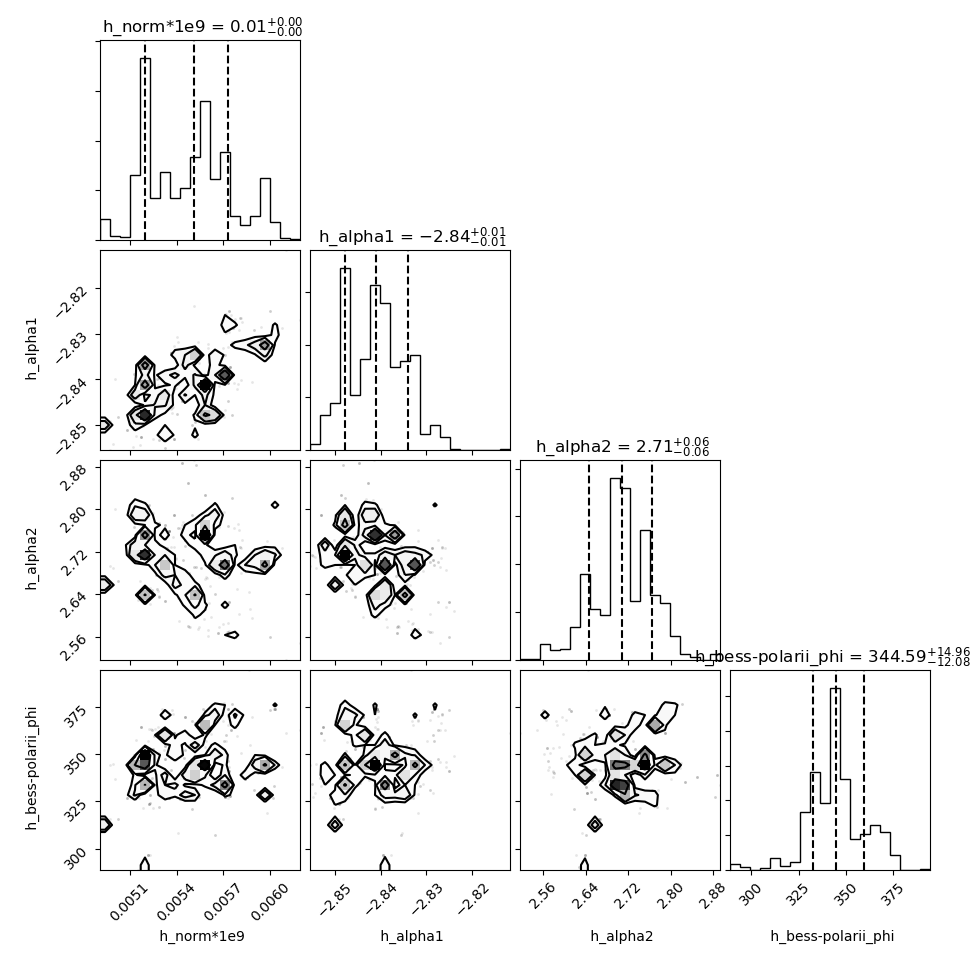 h_norm*1e9 = 0.01+0.00−0.00
h_alpha1 = −2.84+0.01−0.01
h_alpha1
−2.82
−2.83
−2.84
−2.85
h_alpha2 = 2.71+0.06−0.06
h_alpha2
2.88
2.80
2.72
2.64
2.56
h_bess-polarii_phi = 344.59+14.96−12.08
h_bess-polarii_phi
375
350
325
300
0.0051 0.0054 0.0057 0.0060
h_norm*1e9
−2.85 −2.84 −2.83 −2.82
h_alpha1
2.56 2.64 2.72 2.80 2.88
h_alpha2
300 325 350 375
h_bess-polarii_phi